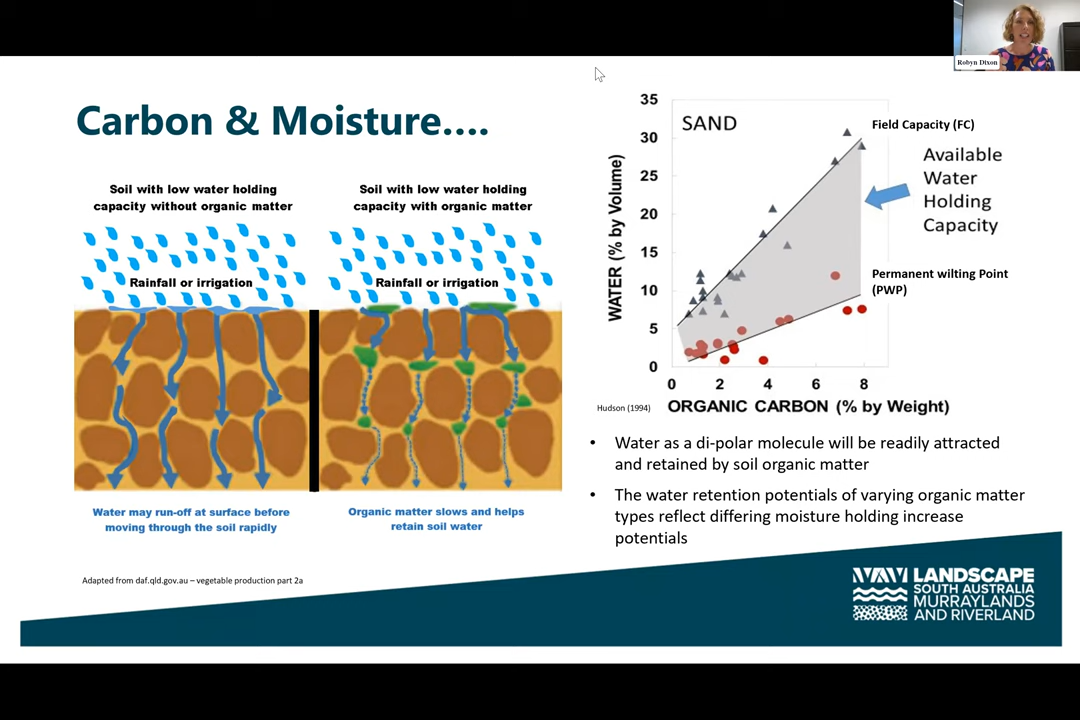 Robyn Dixon
Carbon & Moisture....
Soil with low water holding
capacity without organic matter
Rainfall or irrigation
Water may run-off at surface before
moving through the soil rapidly
Soil with low water holding
capacity with organic matter
Rainfall or irrigation
Organic matter slows and helps
retain soil water
Adapted from daf.qld.gov.au – vegetable production part 2a
SAND
WATER (% by Volume)
35
30
25
20
15
10
5
0
0 2 4 6 8
ORGANIC CARBON (% by Weight)
Hudson (1994)
Field Capacity (FC)
Available
Water
Holding
Capacity
Permanent wilting Point
(PWP)
• Water as a di-polar molecule will be readily attracted
and retained by soil organic matter
• The water retention potentials of varying organic matter
types reflect differing moisture holding increase
potentials
LANDSCAPE
SOUTH AUSTRALIA
MURRAYLANDS
AND RIVERLAND